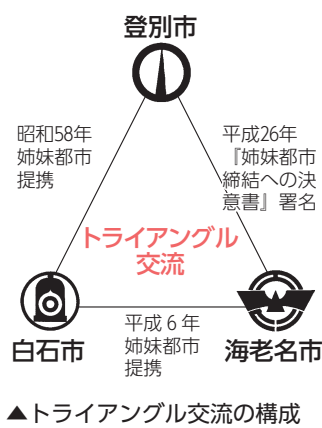 登別市
昭和58年
姉妹都市
提携
平成26年
『姉妹都市
締結への決
意書』署名
トライアングル
交流
白石市
平成6年
姉妹都市
提携
海老名市
▲トライアングル交流の構成